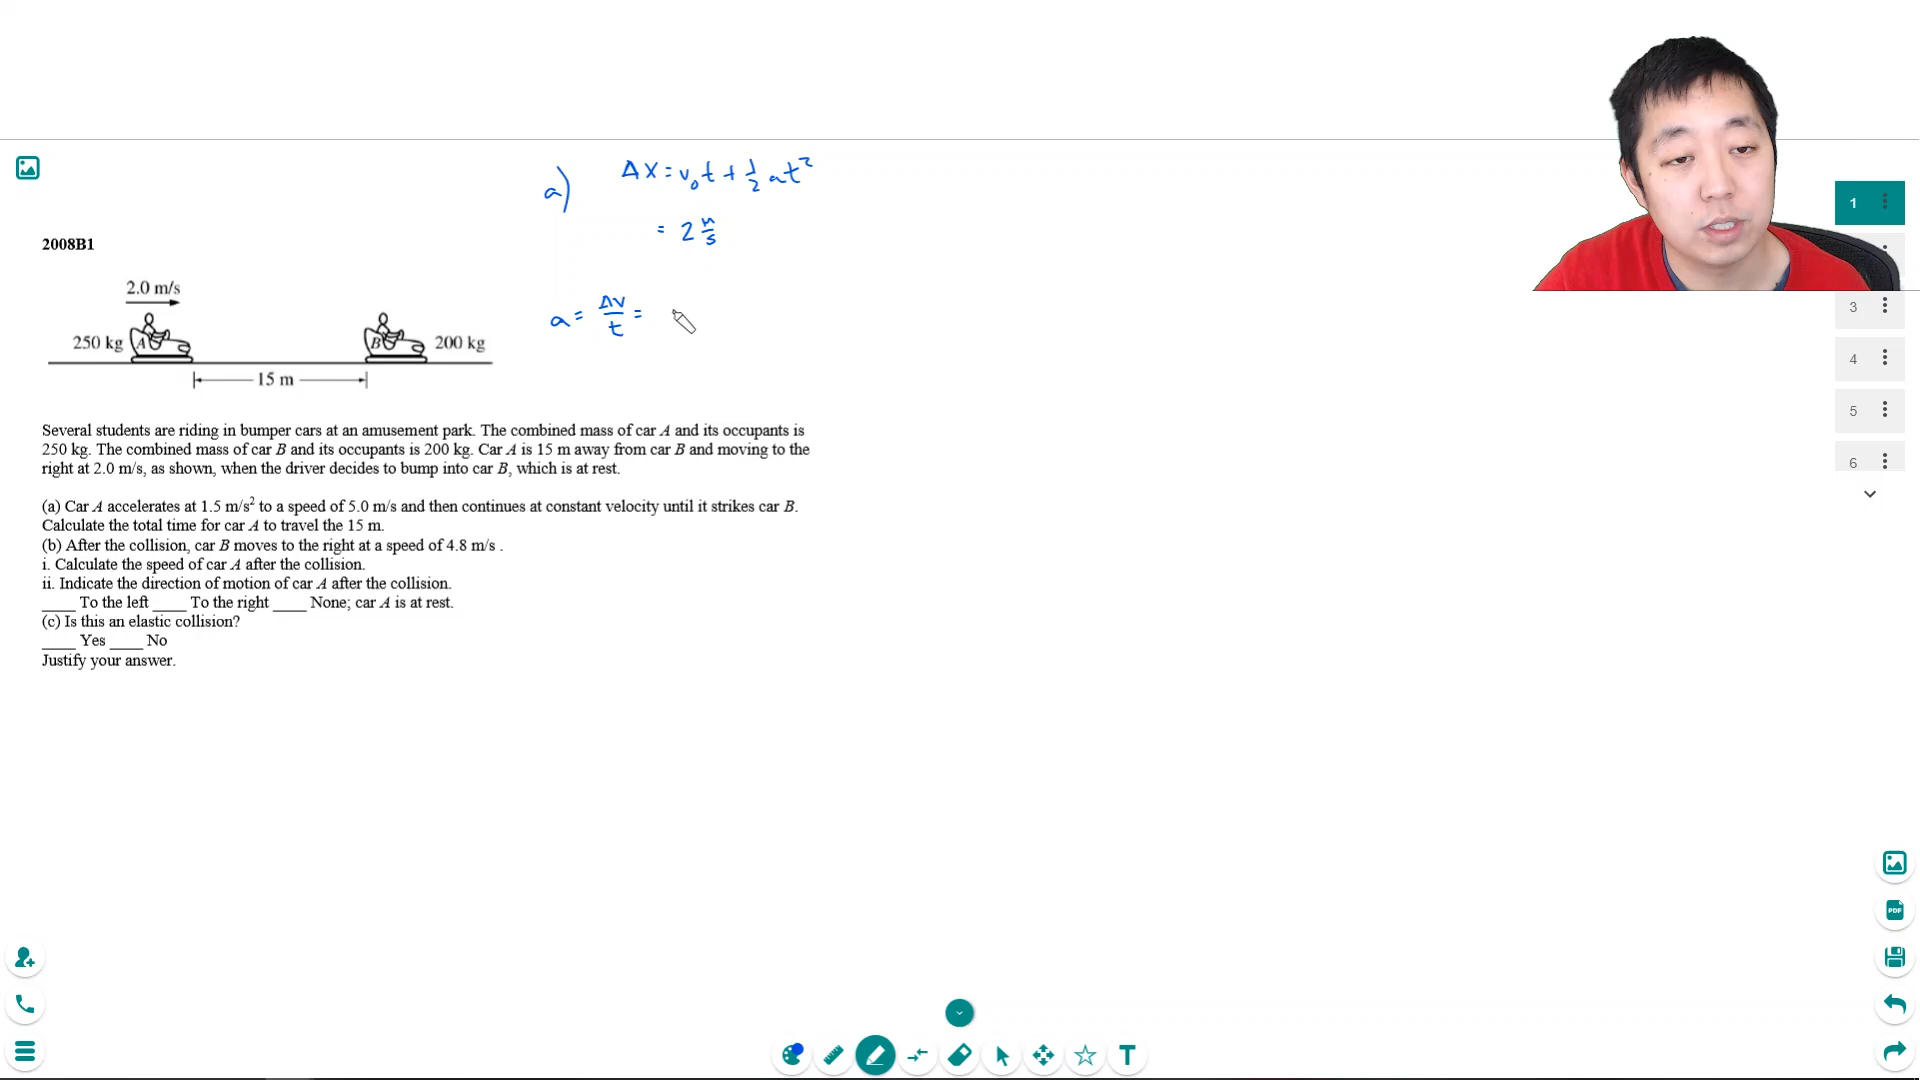 a) Δx = v₀t + ½at²
= 2 m/s
a = Δv/t =
2008B1
2.0 m/s
250 kg A B 200 kg
15 m
Several students are riding in bumper cars at an amusement park. The combined mass of car A and its occupants is
250 kg. The combined mass of car B and its occupants is 200 kg. Car A is 15 m away from car B and moving to the
right at 2.0 m/s, as shown, when the driver decides to bump into car B, which is at rest.
(a) Car A accelerates at 1.5 m/s² to a speed of 5.0 m/s and then continues at constant velocity until it strikes car B.
Calculate the total time for car A to travel the 15 m.
(b) After the collision, car B moves to the right at a speed of 4.8 m/s .
i. Calculate the speed of car A after the collision.
ii. Indicate the direction of motion of car A after the collision.
____ To the left ____ To the right ____ None; car A is at rest.
(c) Is this an elastic collision?
____ Yes ____ No
Justify your answer.
1
3
4
5
6
PDF
T